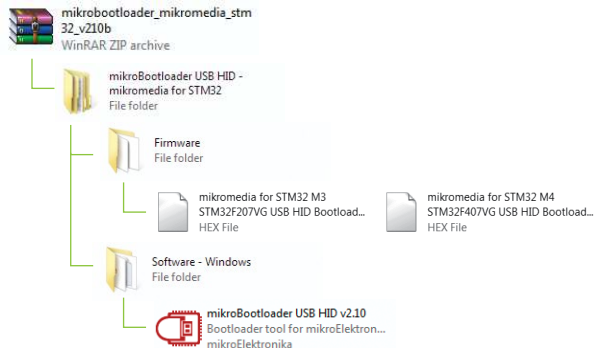 mikrobootloader_mikromedia_stm
32_v210b
WinRAR ZIP archive
mikroBootloader USB HID -
mikromedia for STM32
File folder
Firmware
File folder
mikromedia for STM32 M3
STM32F207VG USB HID Bootload...
HEX File
mikromedia for STM32 M4
STM32F407VG USB HID Bootload...
HEX File
Software - Windows
File folder
mikroBootloader USB HID v2.10
Bootloader tool for mikroElektron...
mikroElektronika